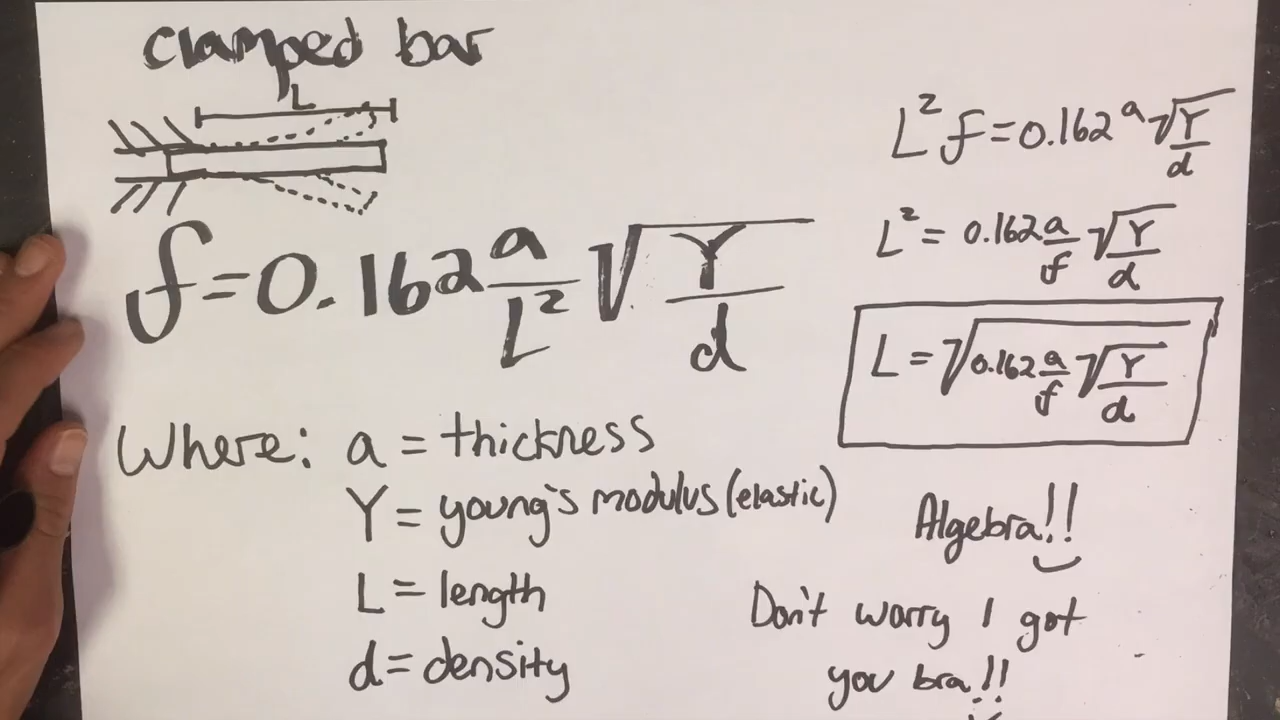 clamped bar
L
f = 0.162 a/L² √(Y/d)
Where: a = thickness
Y = young's modulus (elastic)
L = length
d = density
L² f = 0.162 a √(Y/d)
L² = 0.162 a/f √(Y/d)
L = √(0.162 a/f √(Y/d))
Algebra!!
Don't worry I got
you bra!!